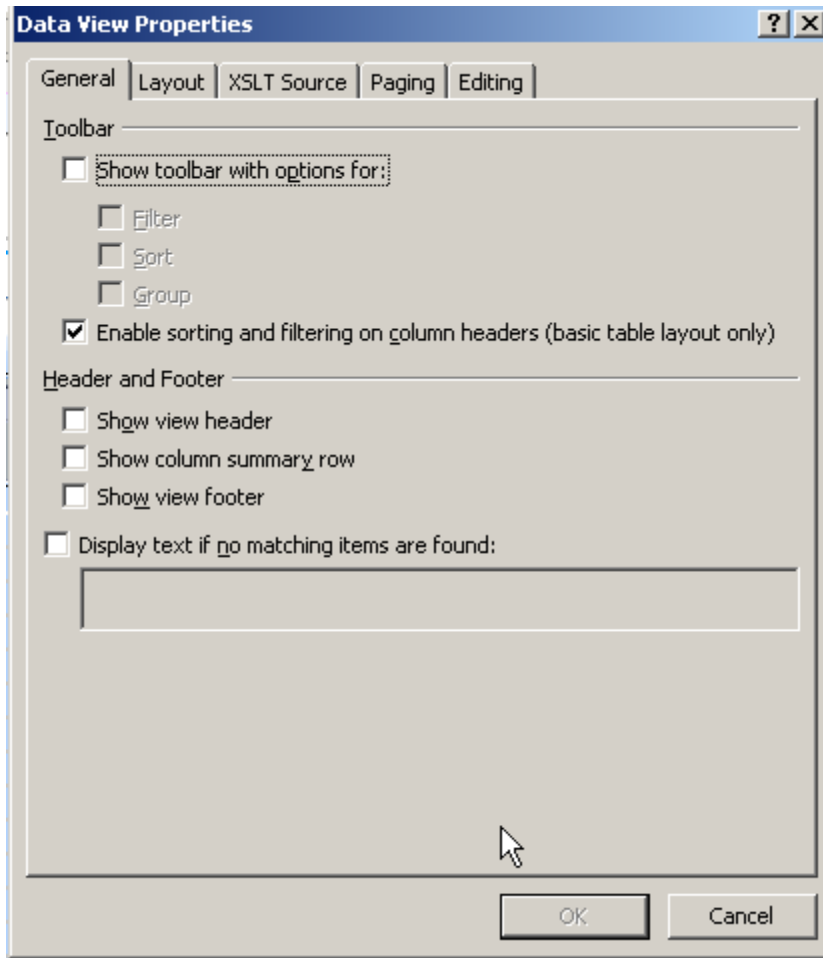 Data View Properties
General Layout XSLT Source Paging Editing
Toolbar
Show toolbar with options for:
Filter
Sort
Group
Enable sorting and filtering on column headers (basic table layout only)
Header and Footer
Show view header
Show column summary row
Show view footer
Display text if no matching items are found:
OK Cancel